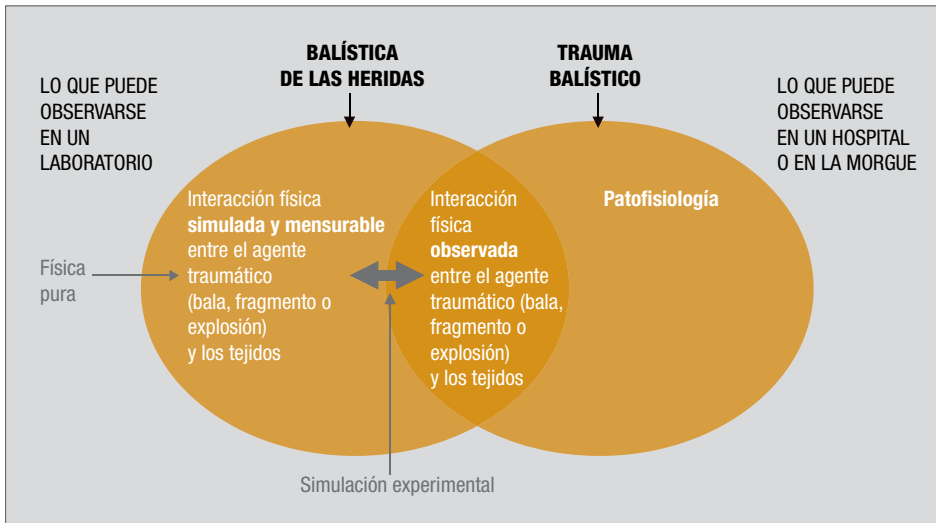 BALÍSTICA
DE LAS HERIDAS
TRAUMA
BALÍSTICO
LO QUE PUEDE
OBSERVARSE
EN UN
LABORATORIO
LO QUE PUEDE
OBSERVARSE
EN UN HOSPITAL
O EN LA MORGUE
Interacción física
simulada y mensurable
entre el agente
traumático
(bala, fragmento o
explosión)
y los tejidos
Interacción
física
observada
entre el agente
traumático (bala,
fragmento o
explosión)
y los tejidos
Patofisiología
Física
pura
Simulación experimental